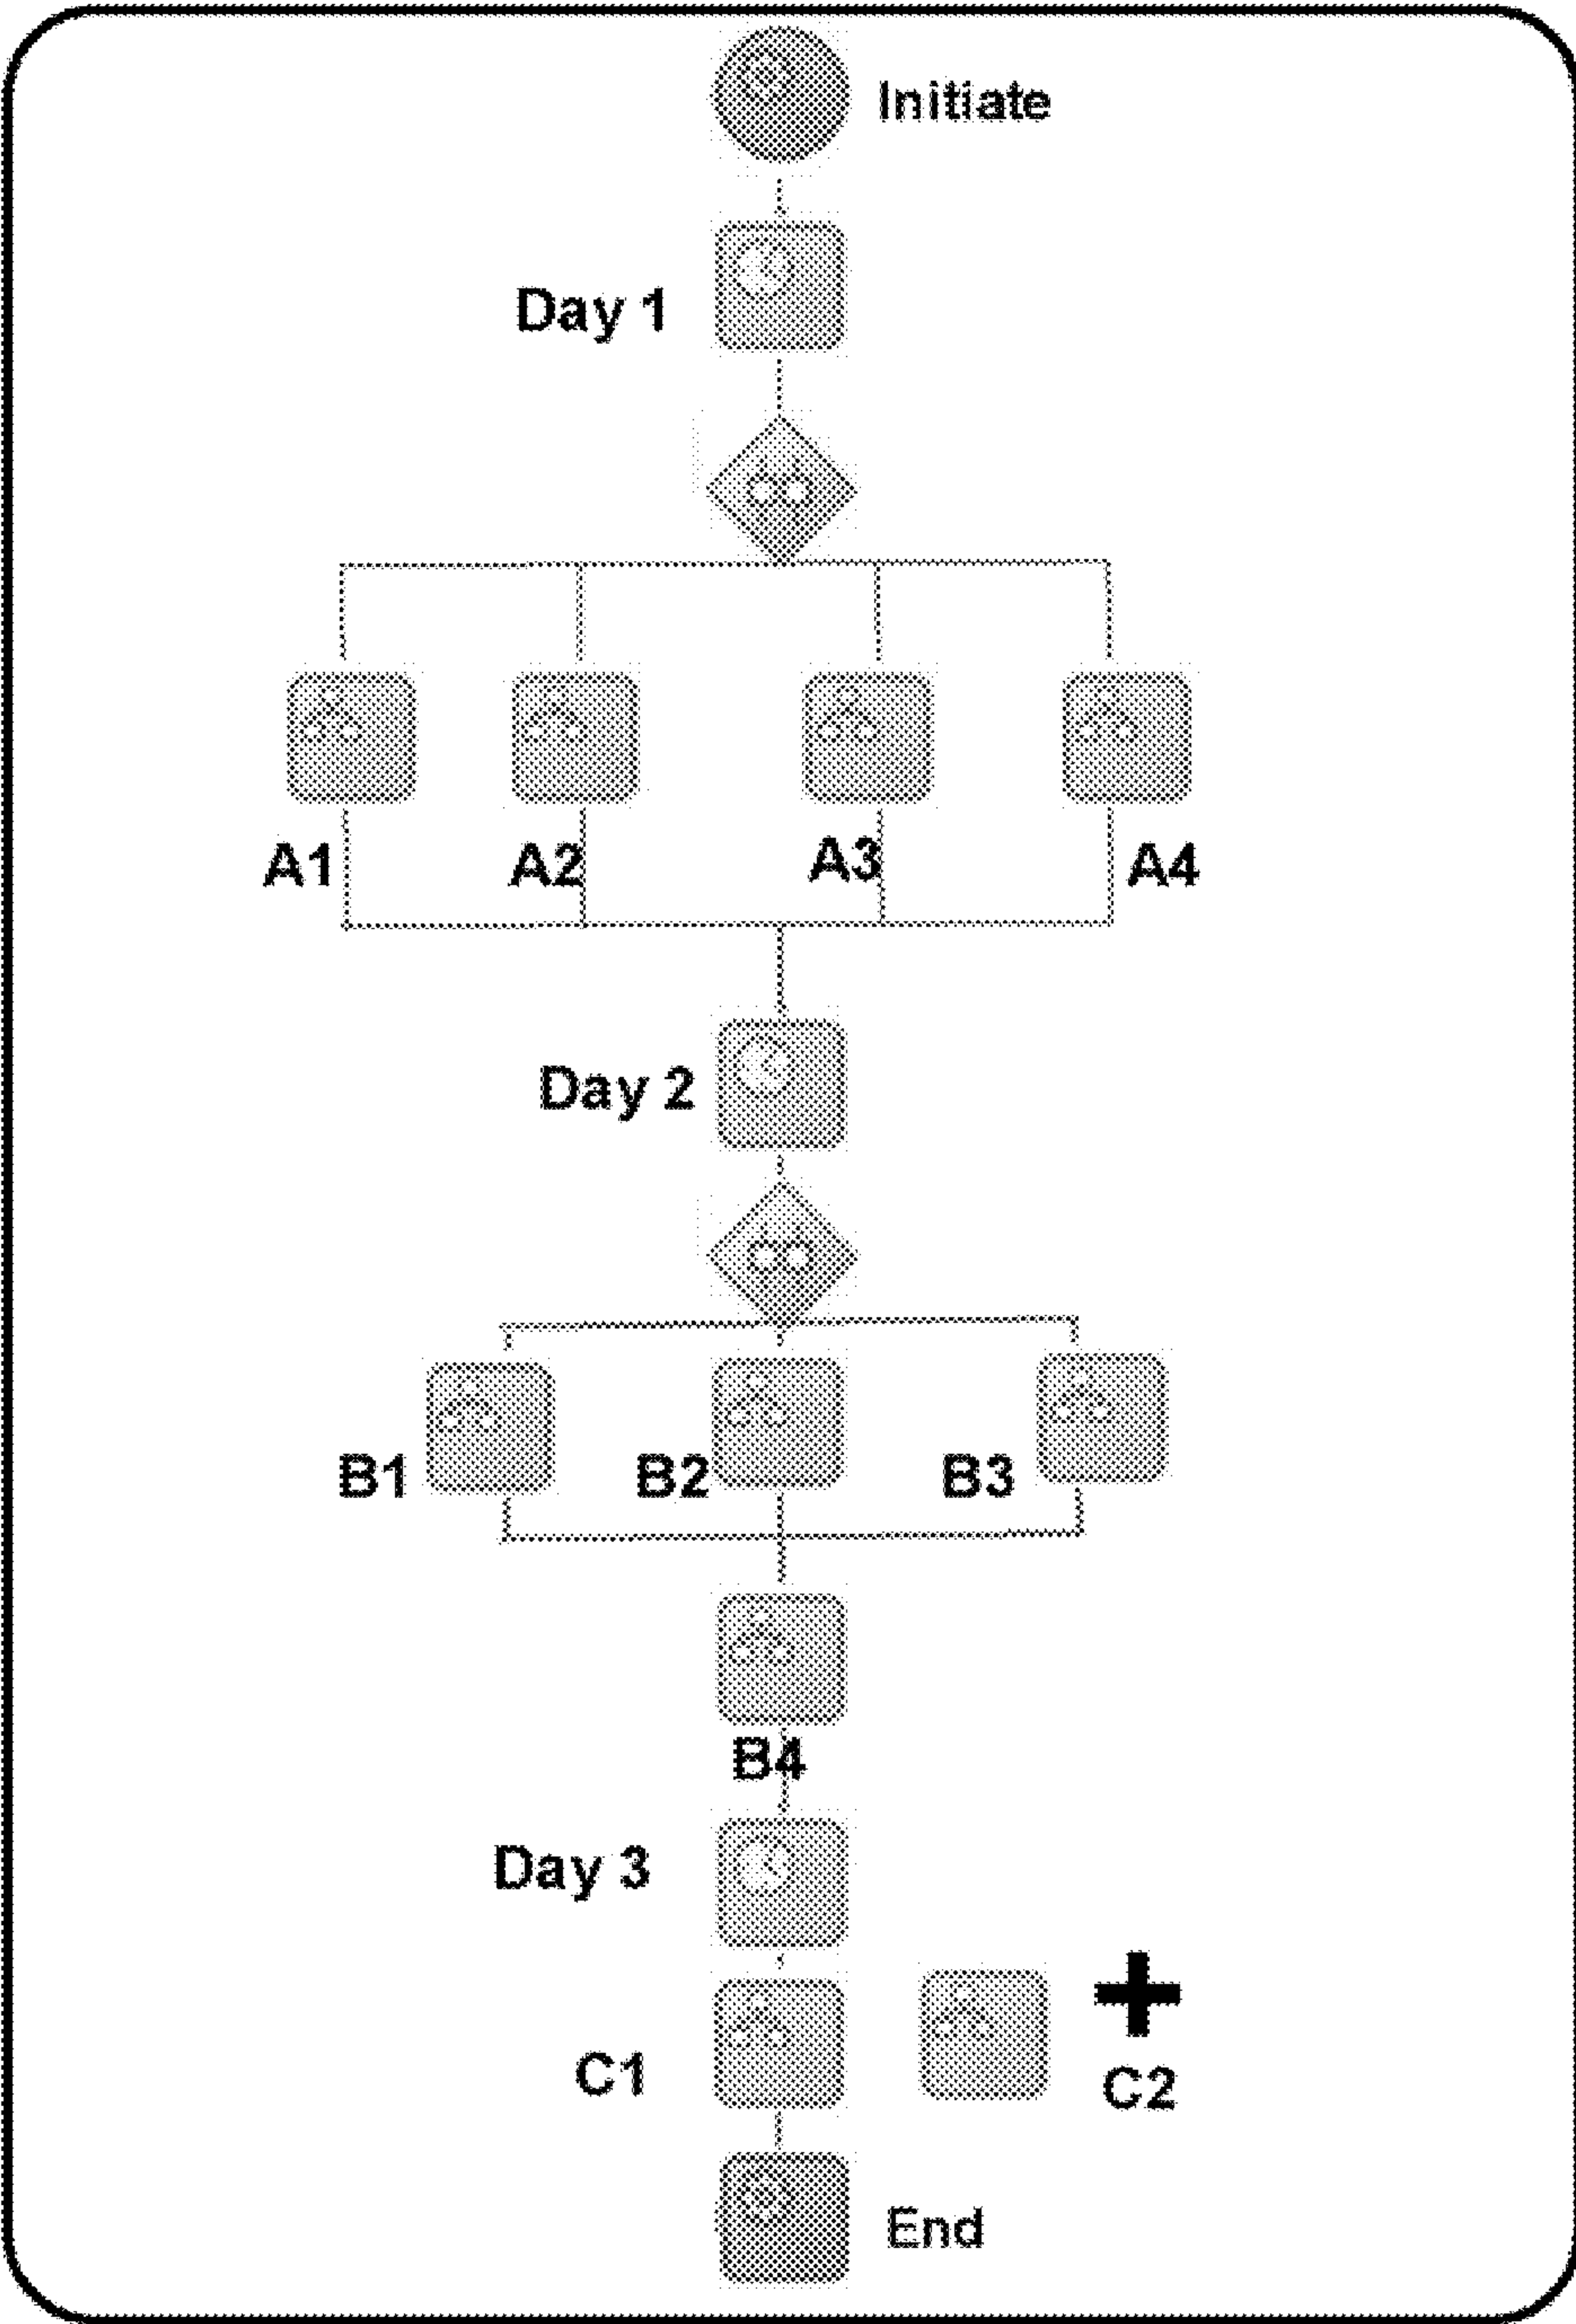 Initiate
Day 1
A1
A2
A3
A4
Day 2
B1
B2
B3
B4
Day 3
C1
C2
End